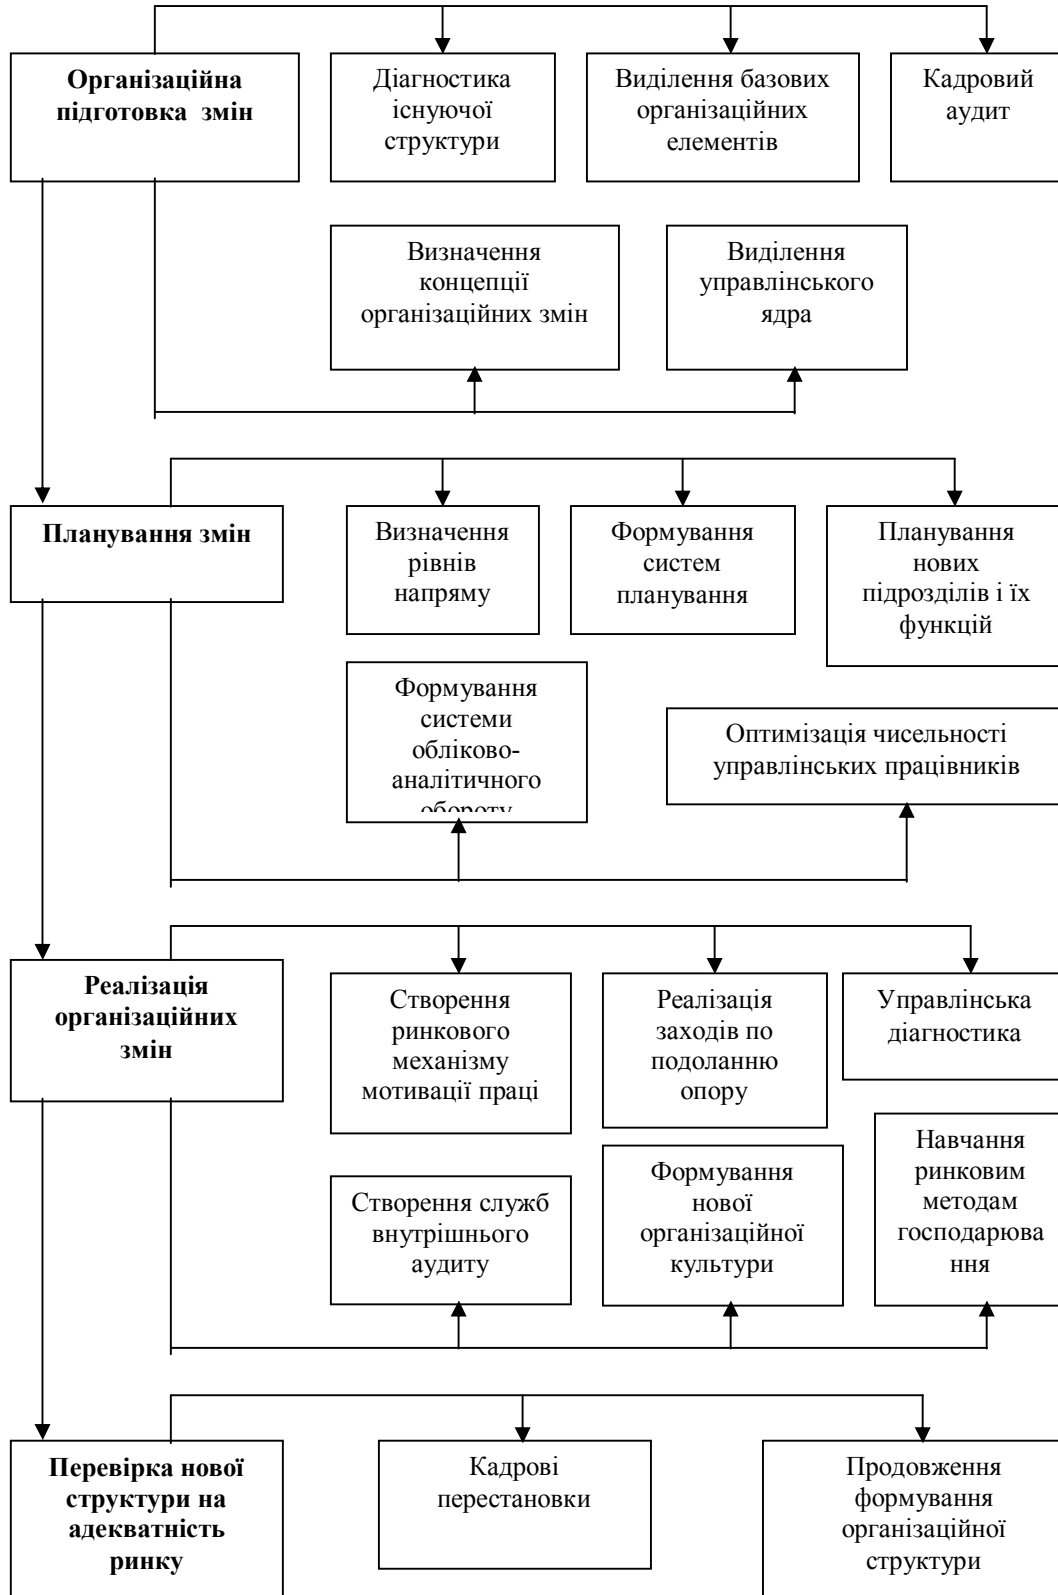 Організаційна
підготовка змін
Діагностика
існуючої
структури
Виділення базових
організаційних
елементів
Кадровий
аудит
Визначення
концепції
організаційних змін
Виділення
управлінського
ядра
Планування змін
Визначення
рівнів
напряму
Формування
систем
планування
Планування
нових
підрозділів і їх
функцій
Формування
системи
обліково-
аналітичного
обороту
Оптимізація чисельності
управлінських працівників
Реалізація
організаційних
змін
Створення
ринкового
механізму
мотивації праці
Реалізація
заходів по
подоланню
опору
Управлінська
діагностика
Створення служб
внутрішнього
аудиту
Формування
нової
організаційної
культури
Навчання
ринковим
методам
господарюва
ння
Перевірка нової
структури на
адекватність
ринку
Кадрові
перестановки
Продовження
формування
організаційної
структури